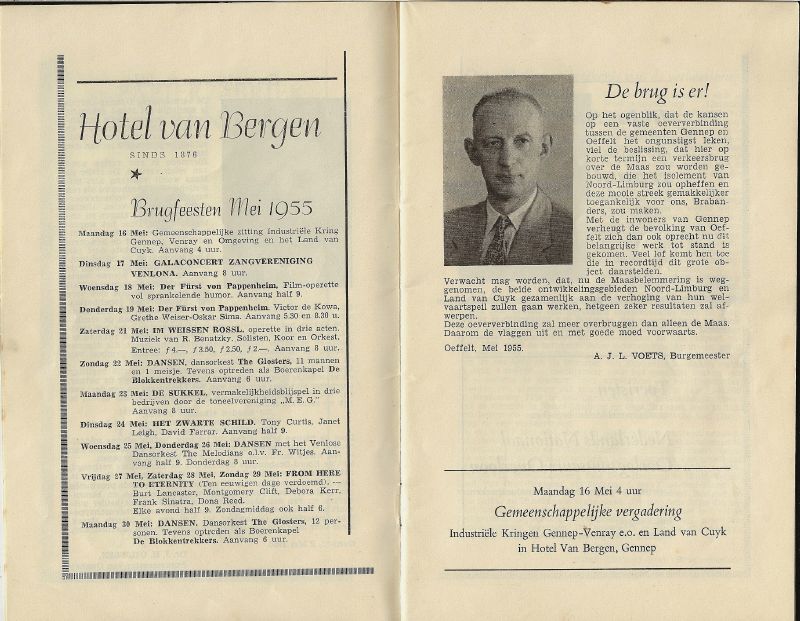 Hotel van Bergen
SINDS 1876
Brugfeesten Mei 1955
Maandag 16 Mei: Gemeenschappelijke zitting Industriële Kring
Gennep, Venray en Omgeving en het Land van
Cuyk. Aanvang 4 uur.
Dinsdag 17 Mei: GALACONCERT ZANGVERENIGING
VENLONA. Aanvang 8 uur.
Woensdag 18 Mei: Der Fürst von Pappenheim, Film-operette
vol sprankelende humor. Aanvang half 9.
Donderdag 19 Mei: Der Fürst von Pappenheim. Victor de Kowa,
Grethe Weiser-Oskar Sima. Aanvang 5.30 en 8.30 u.
Zaterdag 21 Mei: IM WEISSEN ROSSL, operette in drie acten.
Muziek van R. Benatzky. Solisten, Koor en Orkest.
Entree: f 4.—, f 3.50, f 2.50, f 2.—. Aanvang 8 uur.
Zondag 22 Mei: DANSEN, dansorkest The Glosters, 11 mannen
en 1 meisje. Tevens optreden als Boerenkapel De
Blokkentrekkers. Aanvang 6 uur.
Maandag 23 Mei: DE SUKKEL, vermakelijkheidsblijspel in drie
bedrijven door de toneelvereniging „M.E.G."
Aanvang 8 uur.
Dinsdag 24 Mei: HET ZWARTE SCHILD. Tony Curtis, Janet
Leigh, David Farrar. Aanvang half 9.
Woensdag 25 Mei, Donderdag 26 Mei: DANSEN met het Venlose
Dansorkest The Melodians o.l.v. Fr. Witjes. Aan-
vang half 9. Donderdag 8 uur.
Vrijdag 27 Mei, Zaterdag 28 Mei, Zondag 29 Mei: FROM HERE
TO ETERNITY (Ten eeuwigen dage verdoemd). —
Burt Lancaster, Montgomery Clift, Debora Kerr,
Frank Sinatra, Dona Reed.
Elke avond half 9. Zondagmiddag ook half 6.
Maandag 30 Mei: DANSEN, Dansorkest The Glosters, 12 per-
sonen. Tevens optreden als Boerenkapel
De Blokkentrekkers. Aanvang 6 uur.
De brug is er!
Op het ogenblik, dat de kansen
op een vaste oeververbinding
tussen de gemeenten Gennep en
Oeffelt het ongunstigst leken,
viel de beslissing, dat hier op
korte termijn een verkeersbrug
over de Maas zou worden ge-
bouwd, die het isolement van
Noord-Limburg zou opheffen en
deze mooie streek gemakkelijker
toegankelijk voor ons, Braban-
ders, zou maken.
Met de inwoners van Gennep
verheugt de bevolking van Oef-
felt zich dan ook oprecht nu dit
belangrijke werk tot stand is
gekomen. Veel lof komt hen toe
die in recordtijd dit grote ob-
ject daarstelden.
Verwacht mag worden, dat, nu de Maasbelemmering is weg-
genomen, de beide ontwikkelingsgebieden Noord-Limburg en
Land van Cuyk gezamenlijk aan de verhoging van hun wel-
vaartspeil zullen gaan werken, hetgeen zeker resultaten zal af-
werpen.
Deze oeververbinding zal meer overbruggen dan alleen de Maas.
Daarom de vlaggen uit en met goede moed voorwaarts.
Oeffelt, Mei 1955.
A. J. L. VOETS, Burgemeester
Maandag 16 Mei 4 uur
Gemeenschappelijke vergadering
Industriële Kringen Gennep-Venray e.o. en Land van Cuyk
in Hotel Van Bergen, Gennep